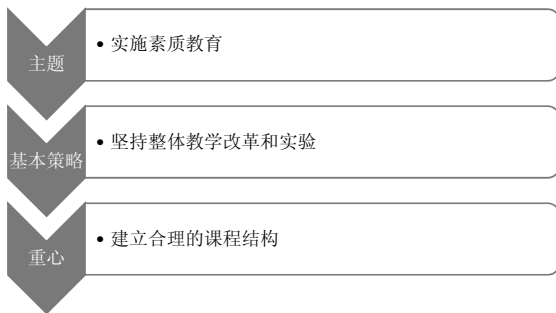 主题
• 实施素质教育
基本策略
• 坚持整体教学改革和实验
重心
• 建立合理的课程结构